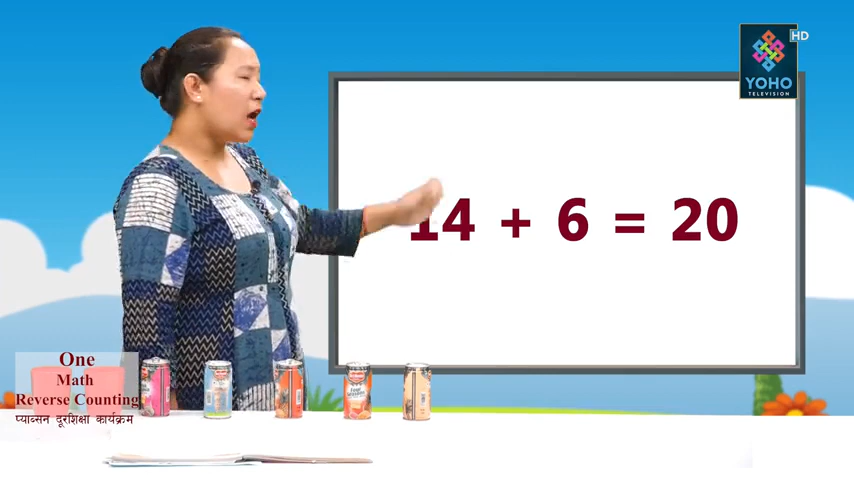 HD
YOHO
TELEVISION
14 + 6 = 20
One
Math
Reverse Counting
प्याब्सन दूरशिक्षा कार्यक्रम